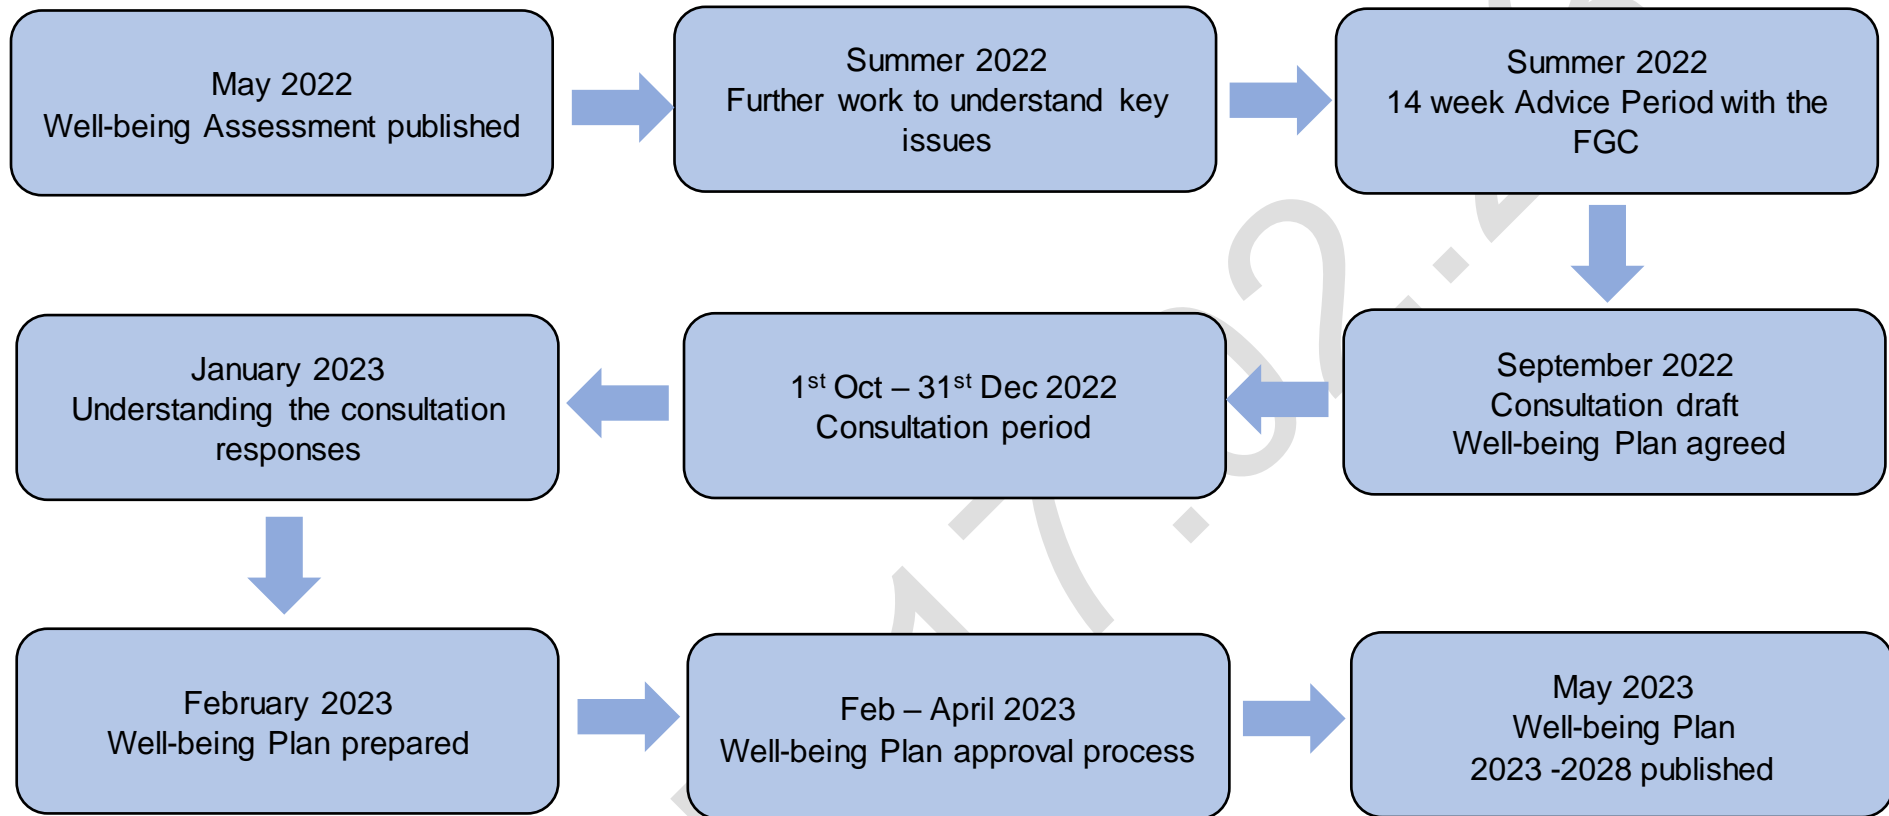 May 2022
Well-being Assessment published
Summer 2022
Further work to understand key
issues
Summer 2022
14 week Advice Period with the
FGC
September 2022
Consultation draft
Well-being Plan agreed
1st Oct – 31st Dec 2022
Consultation period
January 2023
Understanding the consultation
responses
February 2023
Well-being Plan prepared
Feb – April 2023
Well-being Plan approval process
May 2023
Well-being Plan
2023 -2028 published